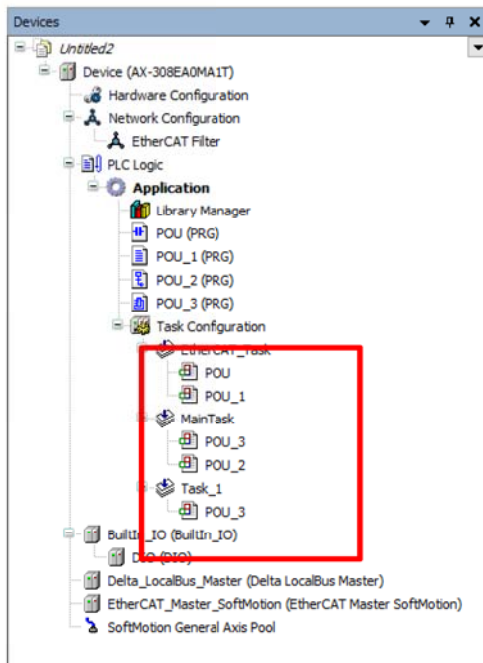 Devices
Untitled2
Device (AX-308EA0MA1T)
Hardware Configuration
Network Configuration
EtherCAT Filter
PLC Logic
Application
Library Manager
POU (PRG)
POU_1 (PRG)
POU_2 (PRG)
POU_3 (PRG)
Task Configuration
EtherCAT_Task
POU
POU_1
MainTask
POU_3
POU_2
Task_1
POU_3
BuiltIn_IO (BuiltIn_IO)
DIO (DIO)
Delta_LocalBus_Master (Delta LocalBus Master)
EtherCAT_Master_SoftMotion (EtherCAT Master SoftMotion)
SoftMotion General Axis Pool